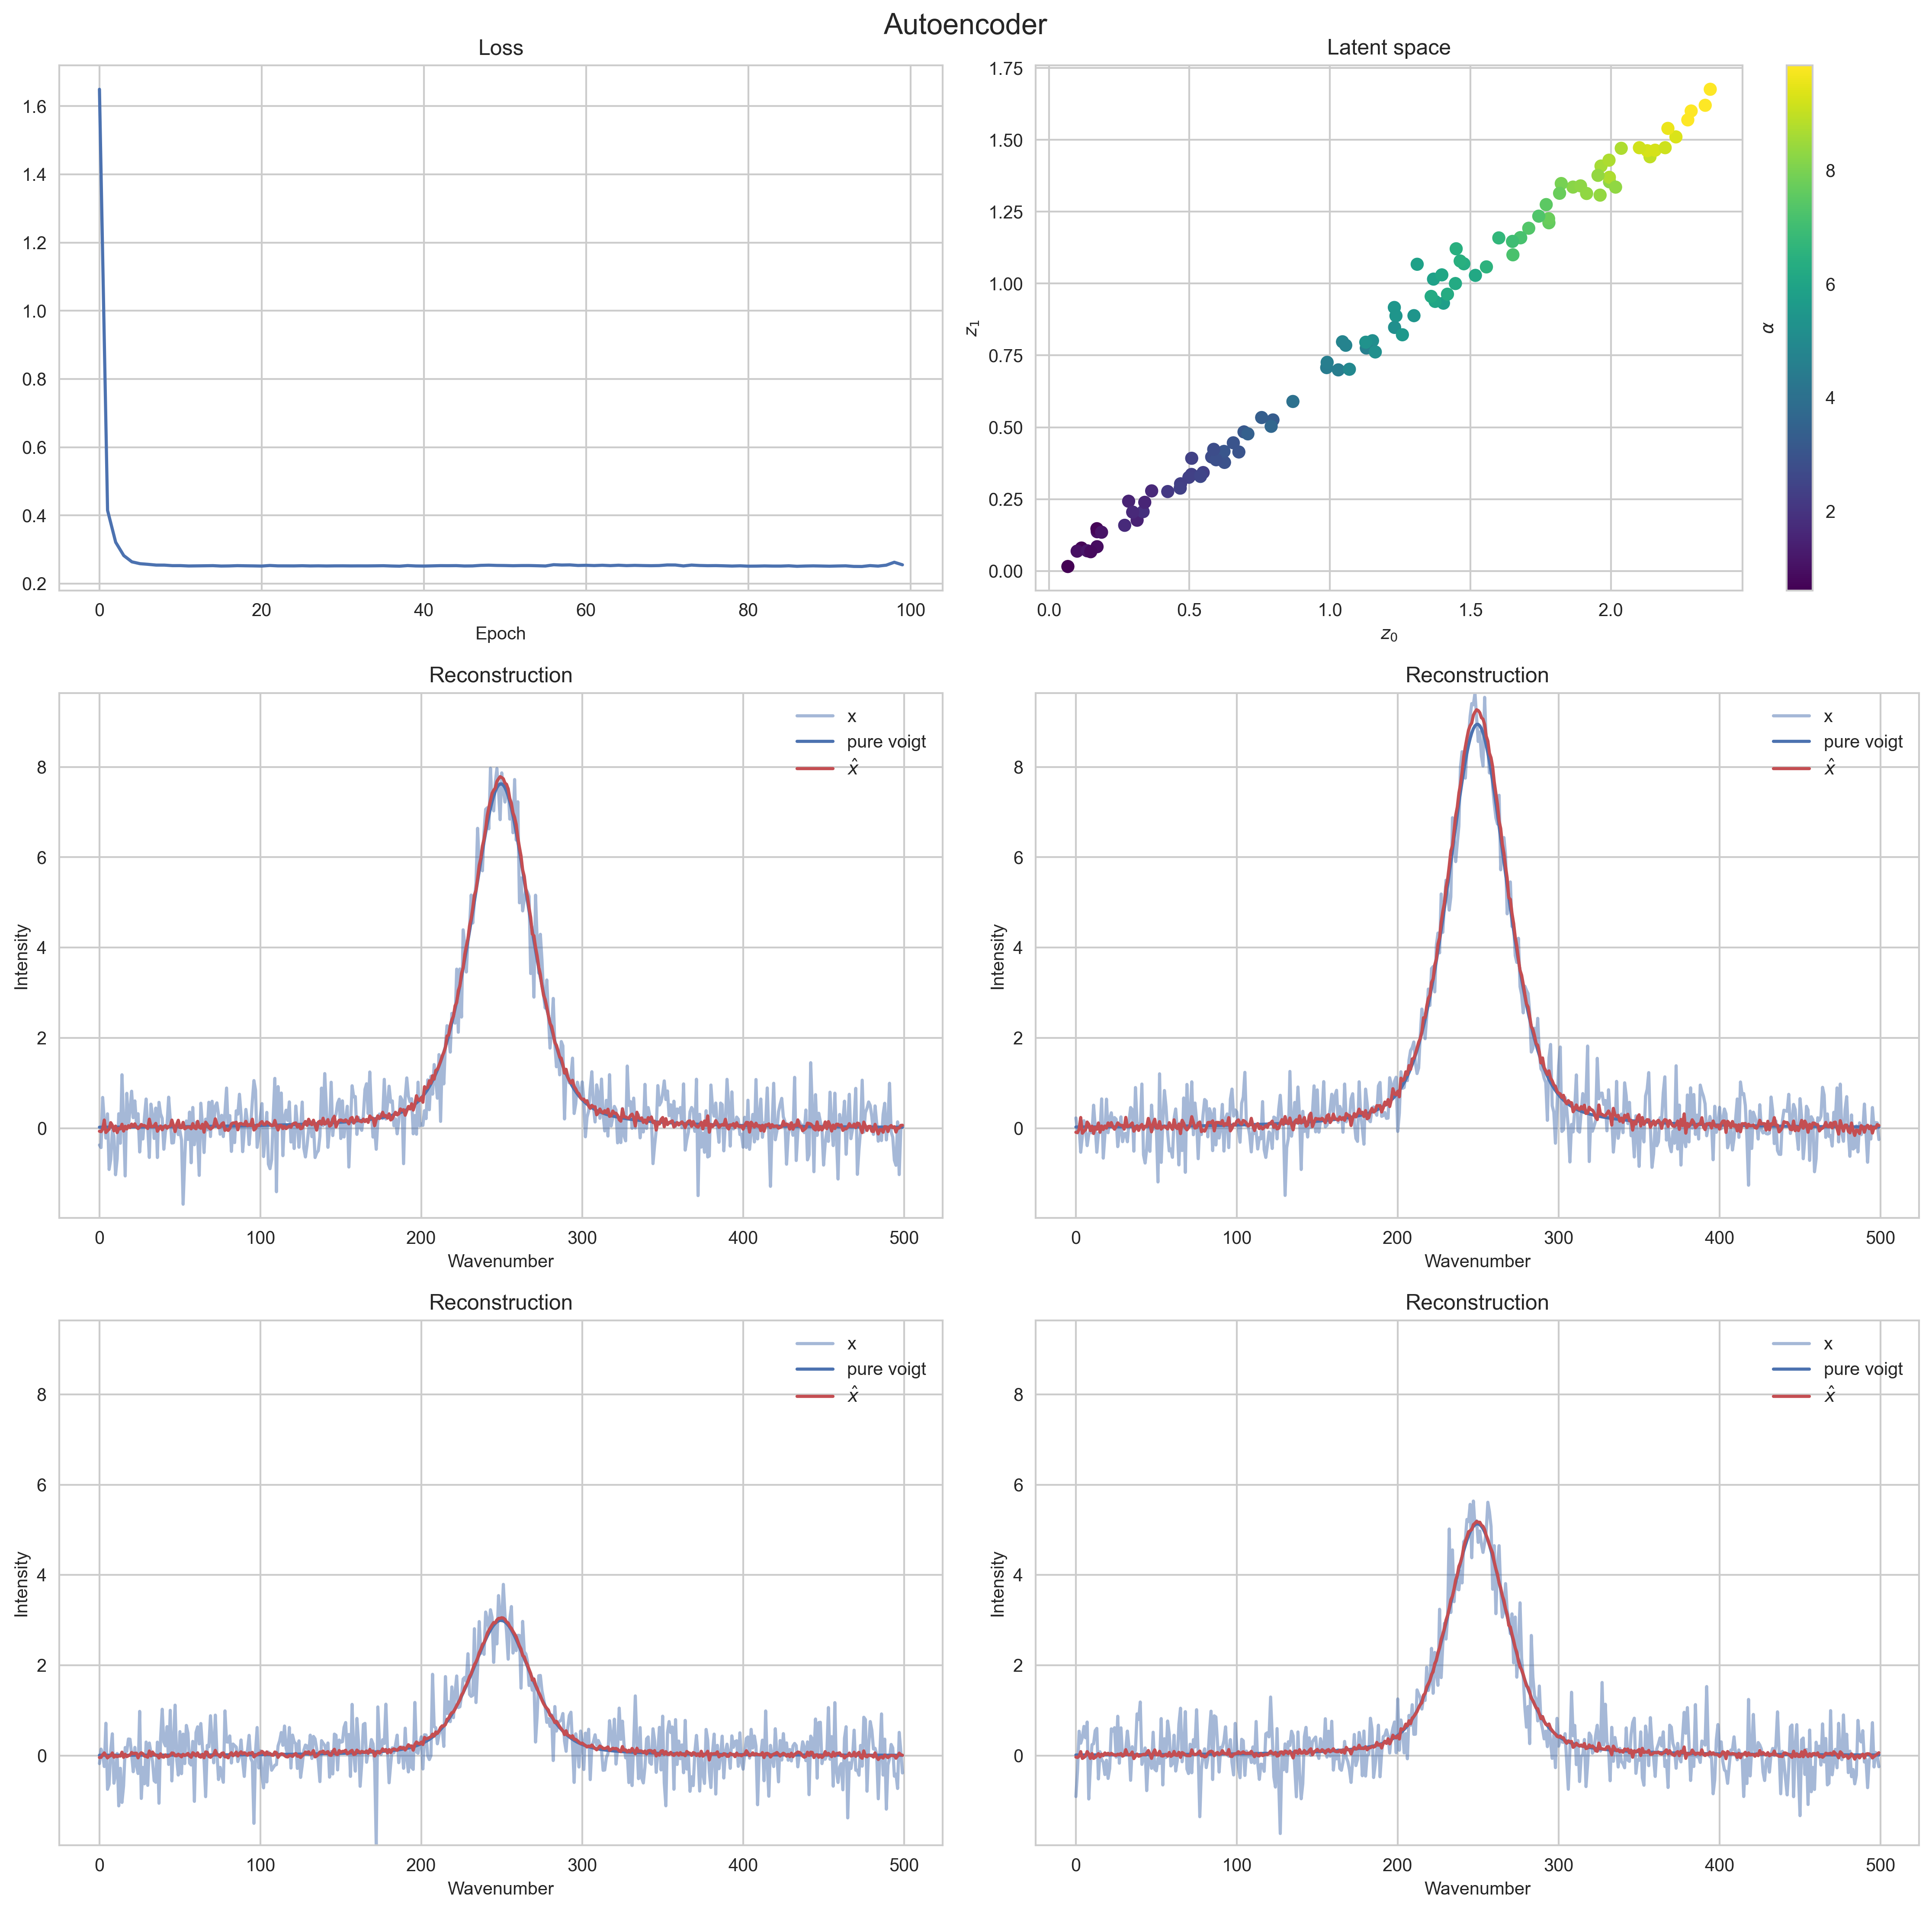 Autoencoder
Loss
1.6
1.4
1.2
1.0
0.8
0.6
0.4
0.2
0 20 40 60 80 100
Epoch
Latent space
1.75
1.50
1.25
1.00
0.75
0.50
0.25
0.00
z₁
0.0 0.5 1.0 1.5 2.0
z₀
8
6
4
2
α
Reconstruction
x
pure voigt
x̂
8
6
4
2
0
Intensity
0 100 200 300 400 500
Wavenumber
Reconstruction
x
pure voigt
x̂
8
6
4
2
0
Intensity
0 100 200 300 400 500
Wavenumber
Reconstruction
x
pure voigt
x̂
8
6
4
2
0
Intensity
0 100 200 300 400 500
Wavenumber
Reconstruction
x
pure voigt
x̂
8
6
4
2
0
Intensity
0 100 200 300 400 500
Wavenumber